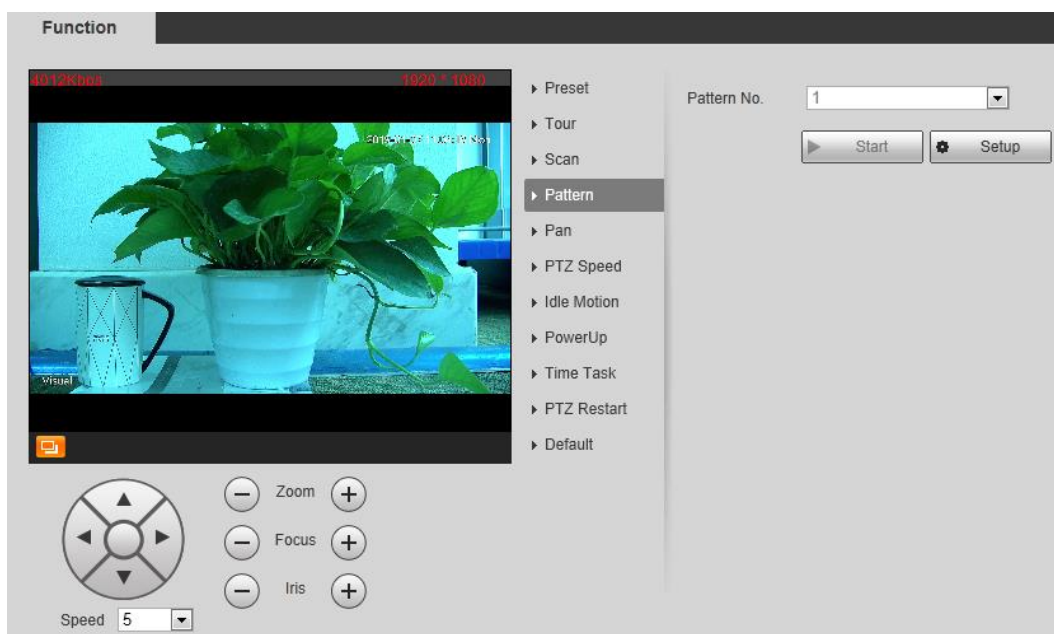 Function
4012Kbps 1920 * 1080
Visual
Preset
Tour
Scan
Pattern
Pan
PTZ Speed
Idle Motion
PowerUp
Time Task
PTZ Restart
Default
Pattern No. 1
Start Setup
Zoom
Focus
Iris
Speed 5